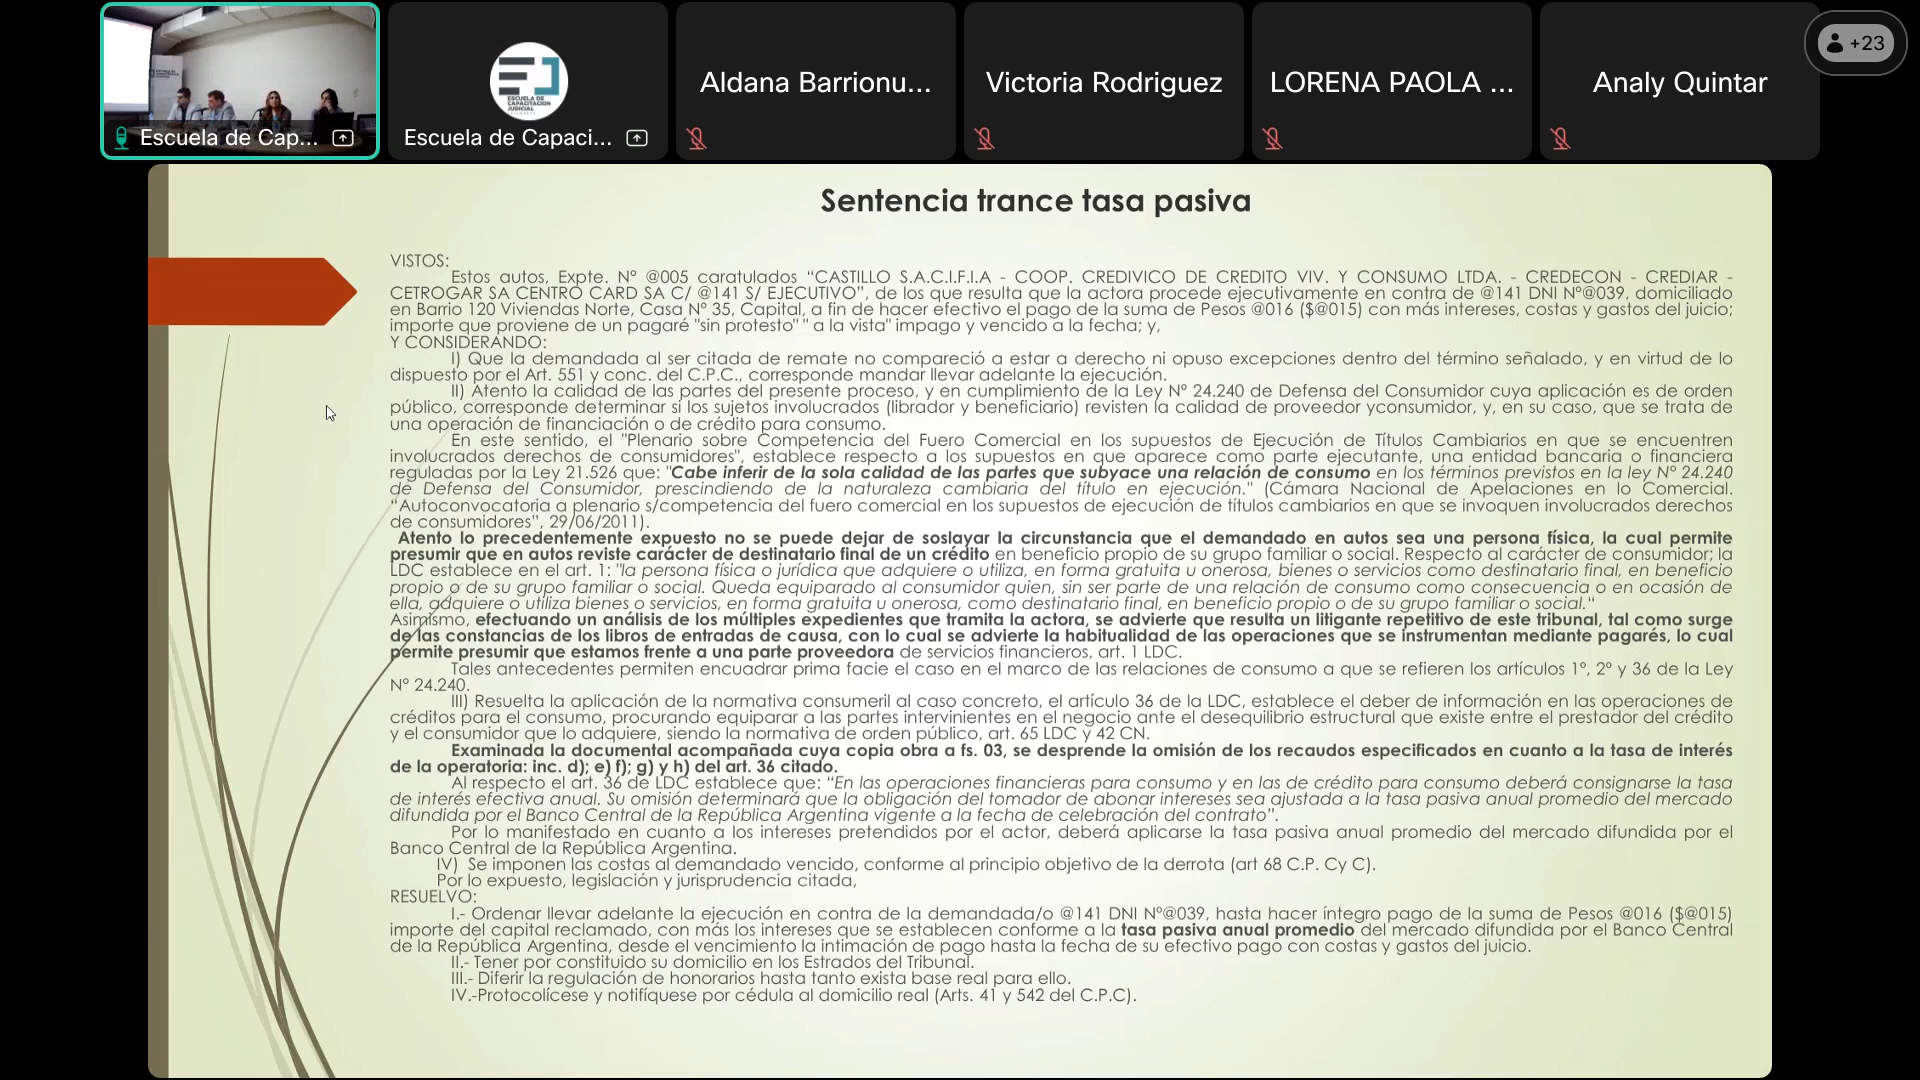 +23
Aldana Barrionu...
Victoria Rodriguez
LORENA PAOLA ...
Analy Quintar
ESCUELA DE
CAPACITACION
JUDICIAL
Escuela de Cap...
Escuela de Capaci...
Sentencia trance tasa pasiva
VISTOS:
Estos autos, Expte. N° @005 caratulados “CASTILLO S.A.C.I.F.I.A - COOP. CREDIVICO DE CREDITO VIV. Y CONSUMO LTDA. - CREDECON - CREDIAR -
CETROGAR SA CENTRO CARD SA C/ @141 S/ EJECUTIVO”, de los que resulta que la actora procede ejecutivamente en contra de @141 DNI N°@039, domiciliado
en Barrio 120 Viviendas Norte, Casa N° 35, Capital, a fin de hacer efectivo el pago de la suma de Pesos @016 ($@015) con más intereses, costas y gastos del juicio;
importe que proviene de un pagaré "sin protesto" " a la vista" impago y vencido a la fecha; y,
Y CONSIDERANDO:
I) Que la demandada al ser citada de remate no compareció a estar a derecho ni opuso excepciones dentro del término señalado, y en virtud de lo
dispuesto por el Art. 551 y conc. del C.P.C., corresponde mandar llevar adelante la ejecución.
II) Atento la calidad de las partes del presente proceso, y en cumplimiento de la Ley N° 24.240 de Defensa del Consumidor cuya aplicación es de orden
público, corresponde determinar si los sujetos involucrados (librador y beneficiario) revisten la calidad de proveedor yconsumidor, y, en su caso, que se trata de
una operación de financiación o de crédito para consumo.
En este sentido, el "Plenario sobre Competencia del Fuero Comercial en los supuestos de Ejecución de Títulos Cambiarios en que se encuentren
involucrados derechos de consumidores", establece respecto a los supuestos en que aparece como parte ejecutante, una entidad bancaria o financiera
reguladas por la Ley 21.526 que: "Cabe inferir de la sola calidad de las partes que subyace una relación de consumo en los términos previstos en la ley N° 24.240
de Defensa del Consumidor, prescindiendo de la naturaleza cambiaria del título en ejecución." (Cámara Nacional de Apelaciones en lo Comercial.
“Autoconvocatoria a plenario s/competencia del fuero comercial en los supuestos de ejecución de títulos cambiarios en que se invoquen involucrados derechos
de consumidores”, 29/06/2011).
Atento lo precedentemente expuesto no se puede dejar de soslayar la circunstancia que el demandado en autos sea una persona física, la cual permite
presumir que en autos reviste carácter de destinatario final de un crédito en beneficio propio de su grupo familiar o social. Respecto al carácter de consumidor; la
LDC establece en el art. 1: "la persona física o jurídica que adquiere o utiliza, en forma gratuita u onerosa, bienes o servicios como destinatario final, en beneficio
propio o de su grupo familiar o social. Queda equiparado al consumidor quien, sin ser parte de una relación de consumo como consecuencia o en ocasión de
ella, adquiere o utiliza bienes o servicios, en forma gratuita u onerosa, como destinatario final, en beneficio propio o de su grupo familiar o social.“
Asimismo, efectuando un análisis de los múltiples expedientes que tramita la actora, se advierte que resulta un litigante repetitivo de este tribunal, tal como surge
de las constancias de los libros de entradas de causa, con lo cual se advierte la habitualidad de las operaciones que se instrumentan mediante pagarés, lo cual
permite presumir que estamos frente a una parte proveedora de servicios financieros, art. 1 LDC.
Tales antecedentes permiten encuadrar prima facie el caso en el marco de las relaciones de consumo a que se refieren los artículos 1°, 2° y 36 de la Ley
N° 24.240.
III) Resuelta la aplicación de la normativa consumeril al caso concreto, el artículo 36 de la LDC, establece el deber de información en las operaciones de
créditos para el consumo, procurando equiparar a las partes intervinientes en el negocio ante el desequilibrio estructural que existe entre el prestador del crédito
y el consumidor que lo adquiere, siendo la normativa de orden público, art. 65 LDC y 42 CN.
Examinada la documental acompañada cuya copia obra a fs. 03, se desprende la omisión de los recaudos especificados en cuanto a la tasa de interés
de la operatoria: inc. d); e) f); g) y h) del art. 36 citado.
Al respecto el art. 36 de LDC establece que: “En las operaciones financieras para consumo y en las de crédito para consumo deberá consignarse la tasa
de interés efectiva anual. Su omisión determinará que la obligación del tomador de abonar intereses sea ajustada a la tasa pasiva anual promedio del mercado
difundida por el Banco Central de la República Argentina vigente a la fecha de celebración del contrato”.
Por lo manifestado en cuanto a los intereses pretendidos por el actor, deberá aplicarse la tasa pasiva anual promedio del mercado difundida por el
Banco Central de la República Argentina.
IV) Se imponen las costas al demandado vencido, conforme al principio objetivo de la derrota (art 68 C.P. Cy C).
Por lo expuesto, legislación y jurisprudencia citada,
RESUELVO:
I.- Ordenar llevar adelante la ejecución en contra de la demandada/o @141 DNI N°@039, hasta hacer íntegro pago de la suma de Pesos @016 ($@015)
importe del capital reclamado, con más los intereses que se establecen conforme a la tasa pasiva anual promedio del mercado difundida por el Banco Central
de la República Argentina, desde el vencimiento la intimación de pago hasta la fecha de su efectivo pago con costas y gastos del juicio.
II.- Tener por constituido su domicilio en los Estrados del Tribunal.
III.- Diferir la regulación de honorarios hasta tanto exista base real para ello.
IV.-Protocolícese y notifíquese por cédula al domicilio real (Arts. 41 y 542 del C.P.C).